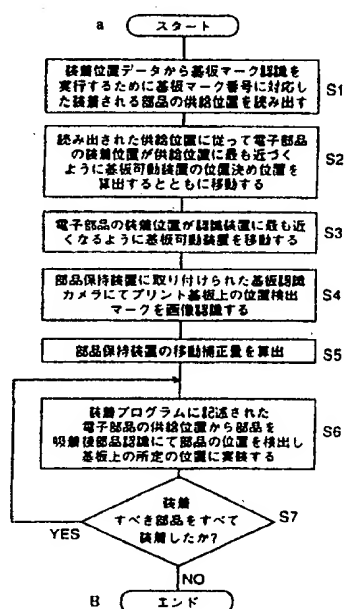 a スタート
装着位置データから基板マーク認識を
実行するために基板マーク番号に対応し
た装着される部品の供給位置を読み出す
S1
読み出された供給位置に従って電子部品
の装着位置が供給位置に最も近づく
ように基板可動装置の位置決め位置を
算出するとともに移動する
S2
電子部品の装着位置が認識装置に最も近
くなるように基板可動装置を移動する
S3
部品保持装置に取り付けられた基板認識
カメラにてプリント基板上の位置検出
マークを画像認識する
S4
部品保持装置の移動補正量を算出
S5
装着プログラムに記述された
電子部品の供給位置から部品を
吸着後部品認識にて部品の位置を検出し
基板上の所定の位置に実装する
S6
装着
すべき部品をすべて
装着したか?
S7
YES
NO
B エンド